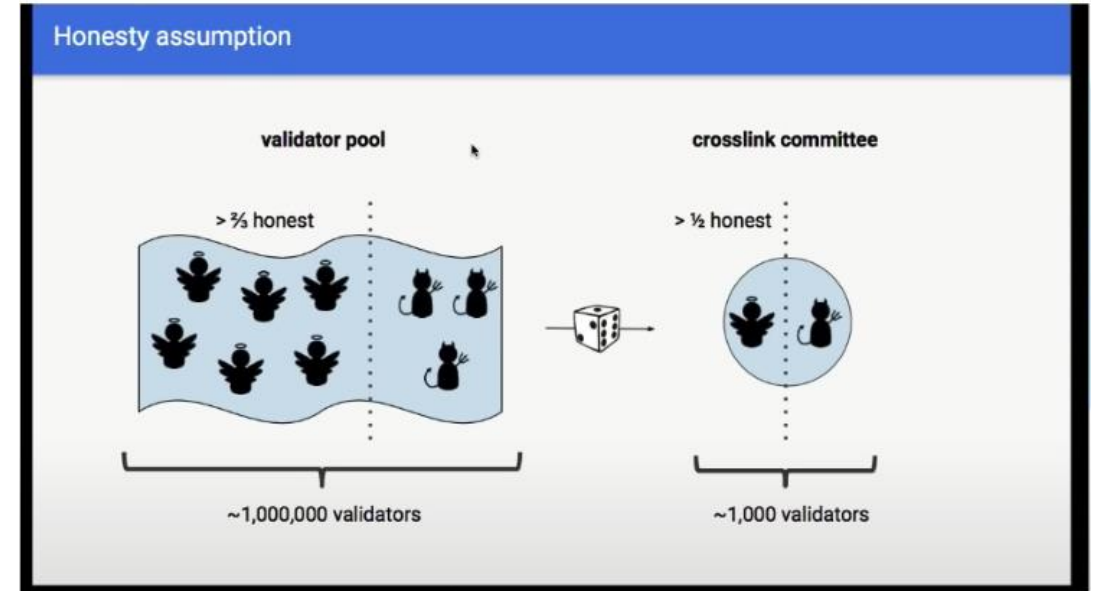 Honesty assumption
validator pool
crosslink committee
> ⅔ honest
> ½ honest
~1,000,000 validators
~1,000 validators